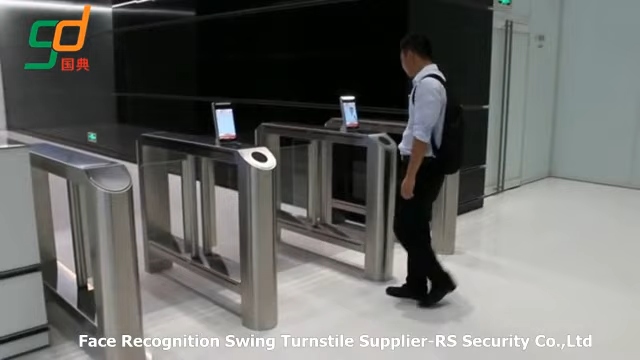 gd
国典
Face Recognition Swing Turnstile Supplier-RS Security Co.,Ltd